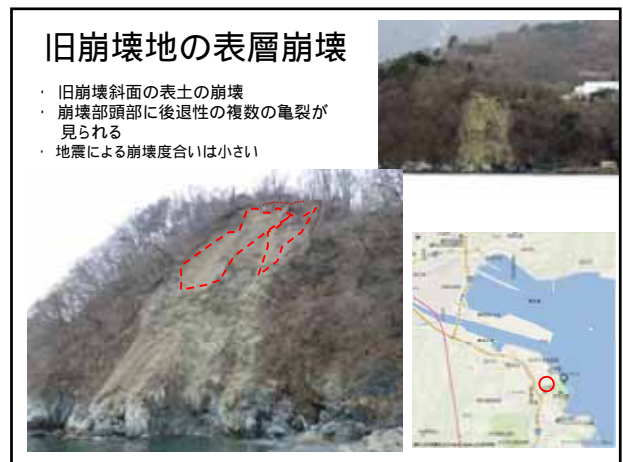 旧崩壊地の表層崩壊
· 旧崩壊斜面の表土の崩壊
· 崩壊部頭部に後退性の複数の亀裂が
見られる
· 地震による崩壊度合いは小さい